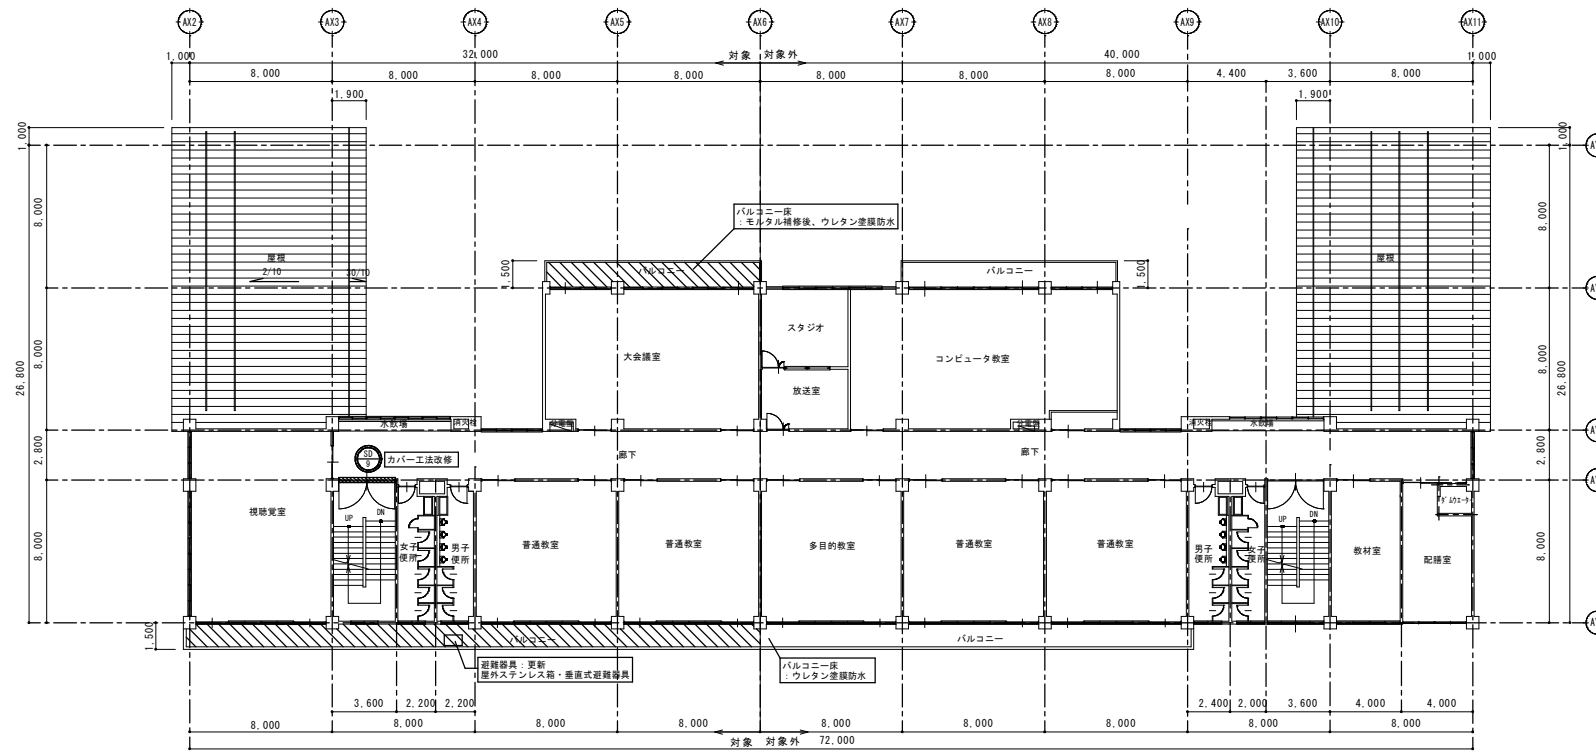 AX2 AX3 AX4 AX5 AX6 AX7 AX8 AX9 AX10 AX11
1,000 32,000 対象 対象外 40,000 1,000
8,000 8,000 8,000 8,000 8,000 8,000 8,000 4,400 3,600 8,000
1,900 1,900
1,000 1,000
8,000 8,000
バルコニー床
：モルタル補修後、ウレタン塗膜防水
屋根 屋根
2/10 30/10
1,500 バルコニー バルコニー 1,500
スタジオ
大会議室 コンピュータ教室
放送室
8,000 8,000
26,800 26,800
水飲場 消火栓 消火栓 水飲場
2,800 2,800
廊下 廊下
SD
9
カバー工法改修
ダムウエーター
視聴覚室 UP DN UP DN
女子
便所
男子
便所
普通教室 普通教室 多目的教室 普通教室 普通教室
男子
便所
女子
便所
教材室 配膳室
8,000 8,000
1,500 バルコニー バルコニー
避難器具：更新
屋外ステンレス箱・垂直式避難器具
バルコニー床
：ウレタン塗膜防水
3,600 2,200 2,200 2,400 2,000 3,600 4,000 4,000
8,000 8,000 8,000 8,000 8,000 8,000 8,000 8,000 8,000
対象 対象外 72,000